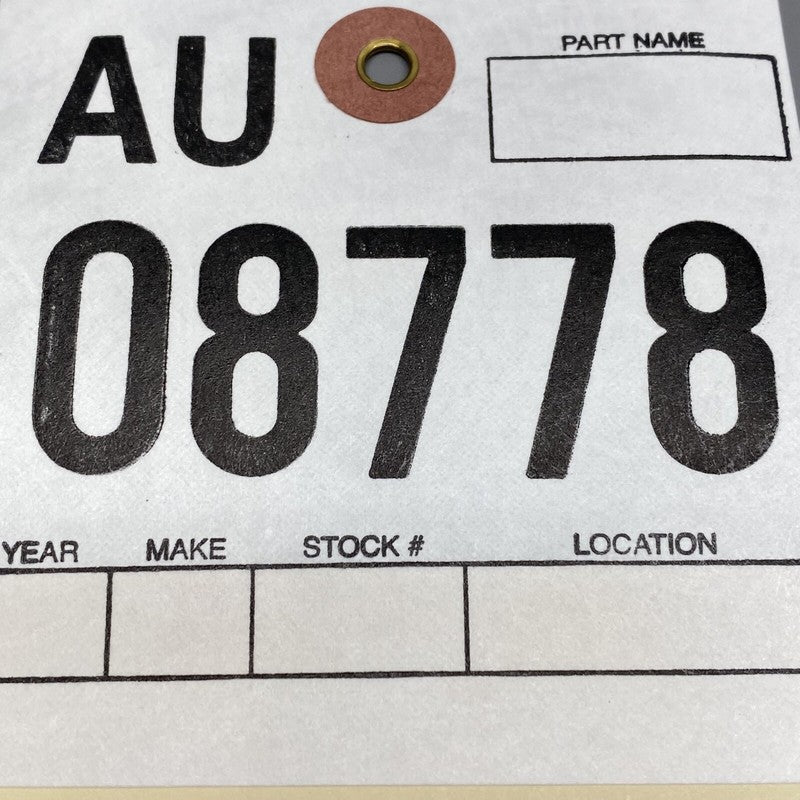 AU
PART NAME
08778
YEAR MAKE STOCK # LOCATION